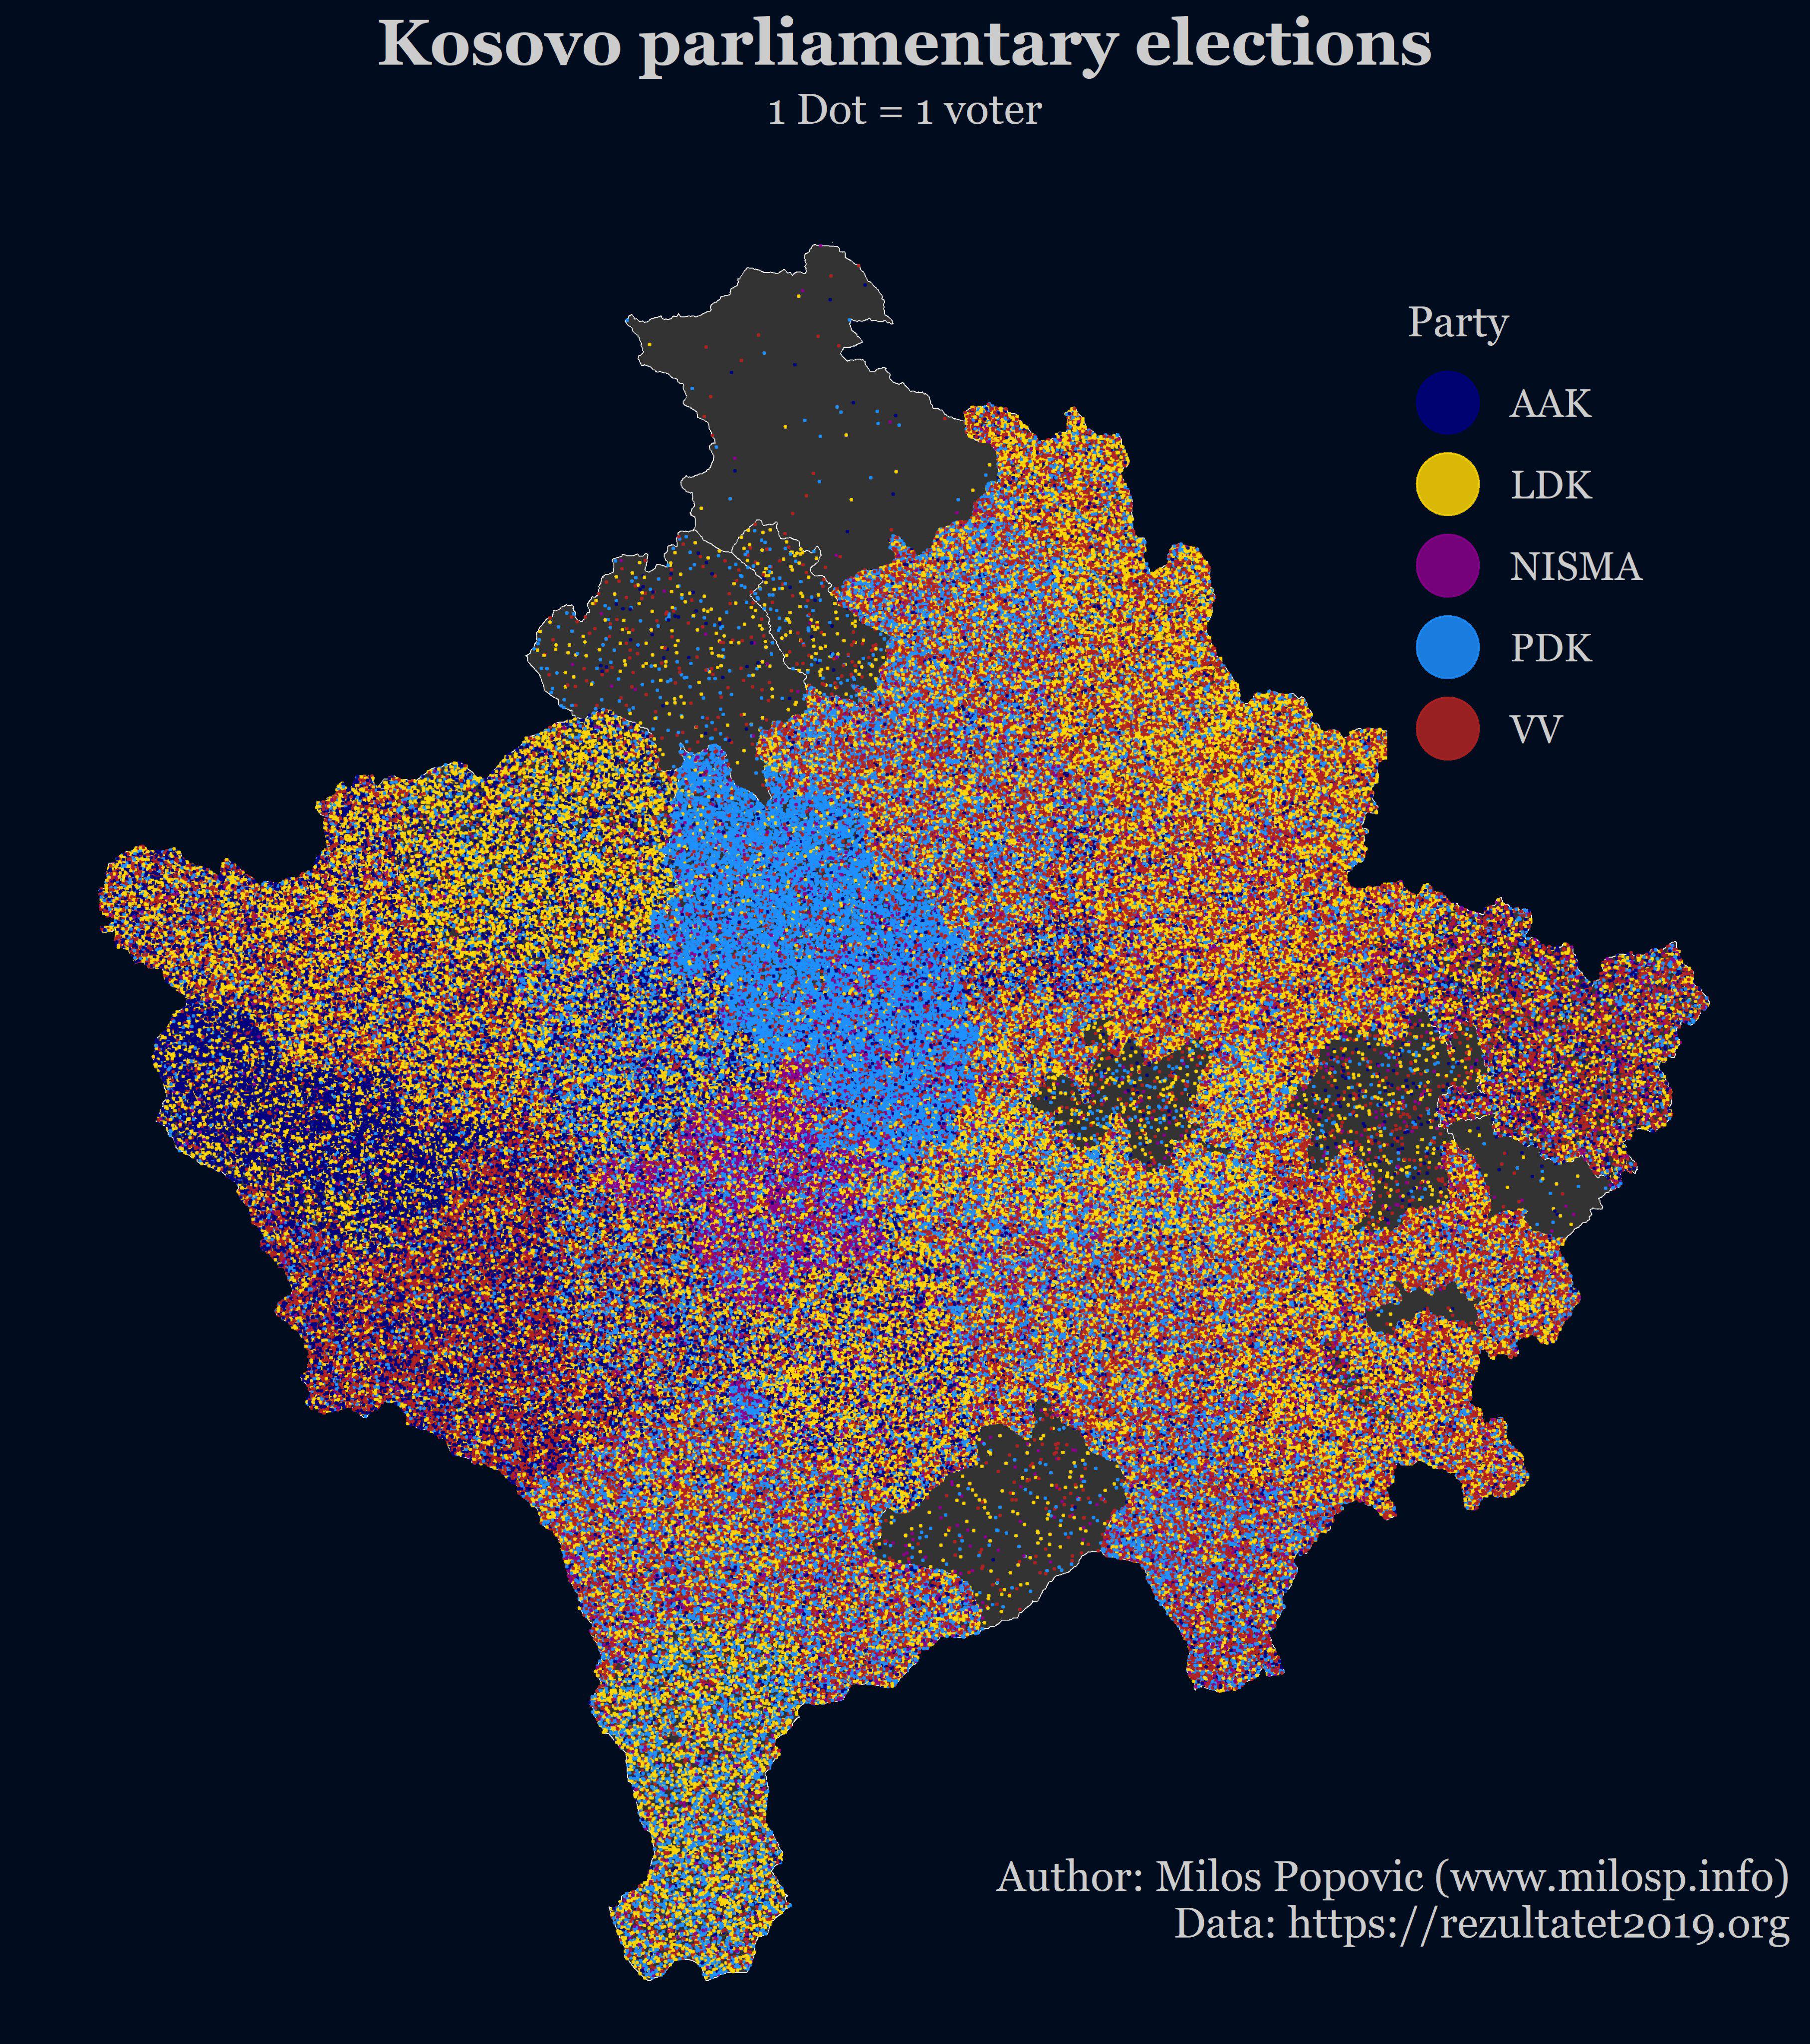 Kosovo parliamentary elections
1 Dot = 1 voter
Party
AAK
LDK
NISMA
PDK
VV
Author: Milos Popovic (www.milosp.info)
Data: https://rezultatet2019.org